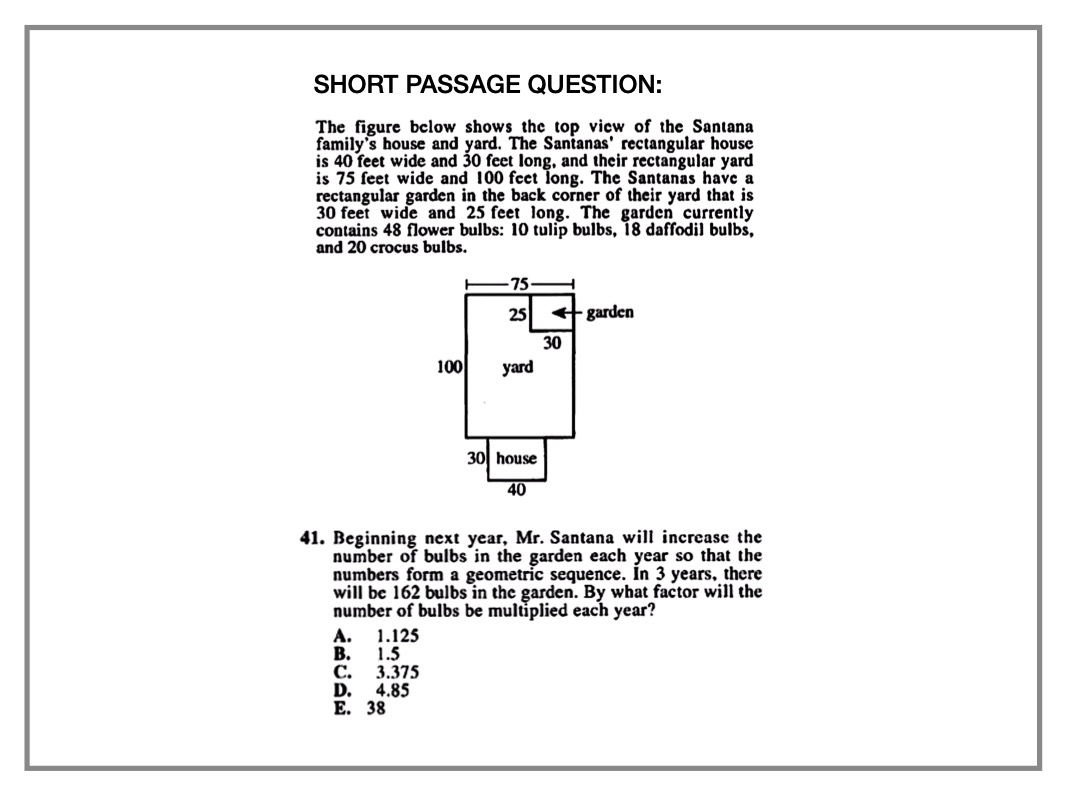 SHORT PASSAGE QUESTION:
The figure below shows the top view of the Santana
family's house and yard. The Santanas' rectangular house
is 40 feet wide and 30 feet long, and their rectangular yard
is 75 feet wide and 100 feet long. The Santanas have a
rectangular garden in the back corner of their yard that is
30 feet wide and 25 feet long. The garden currently
contains 48 flower bulbs: 10 tulip bulbs, 18 daffodil bulbs,
and 20 crocus bulbs.
75
25
garden
30
100
yard
30
house
40
41. Beginning next year, Mr. Santana will increase the
number of bulbs in the garden each year so that the
numbers form a geometric sequence. In 3 years, there
will be 162 bulbs in the garden. By what factor will the
number of bulbs be multiplied each year?
A. 1.125
B. 1.5
C. 3.375
D. 4.85
E. 38